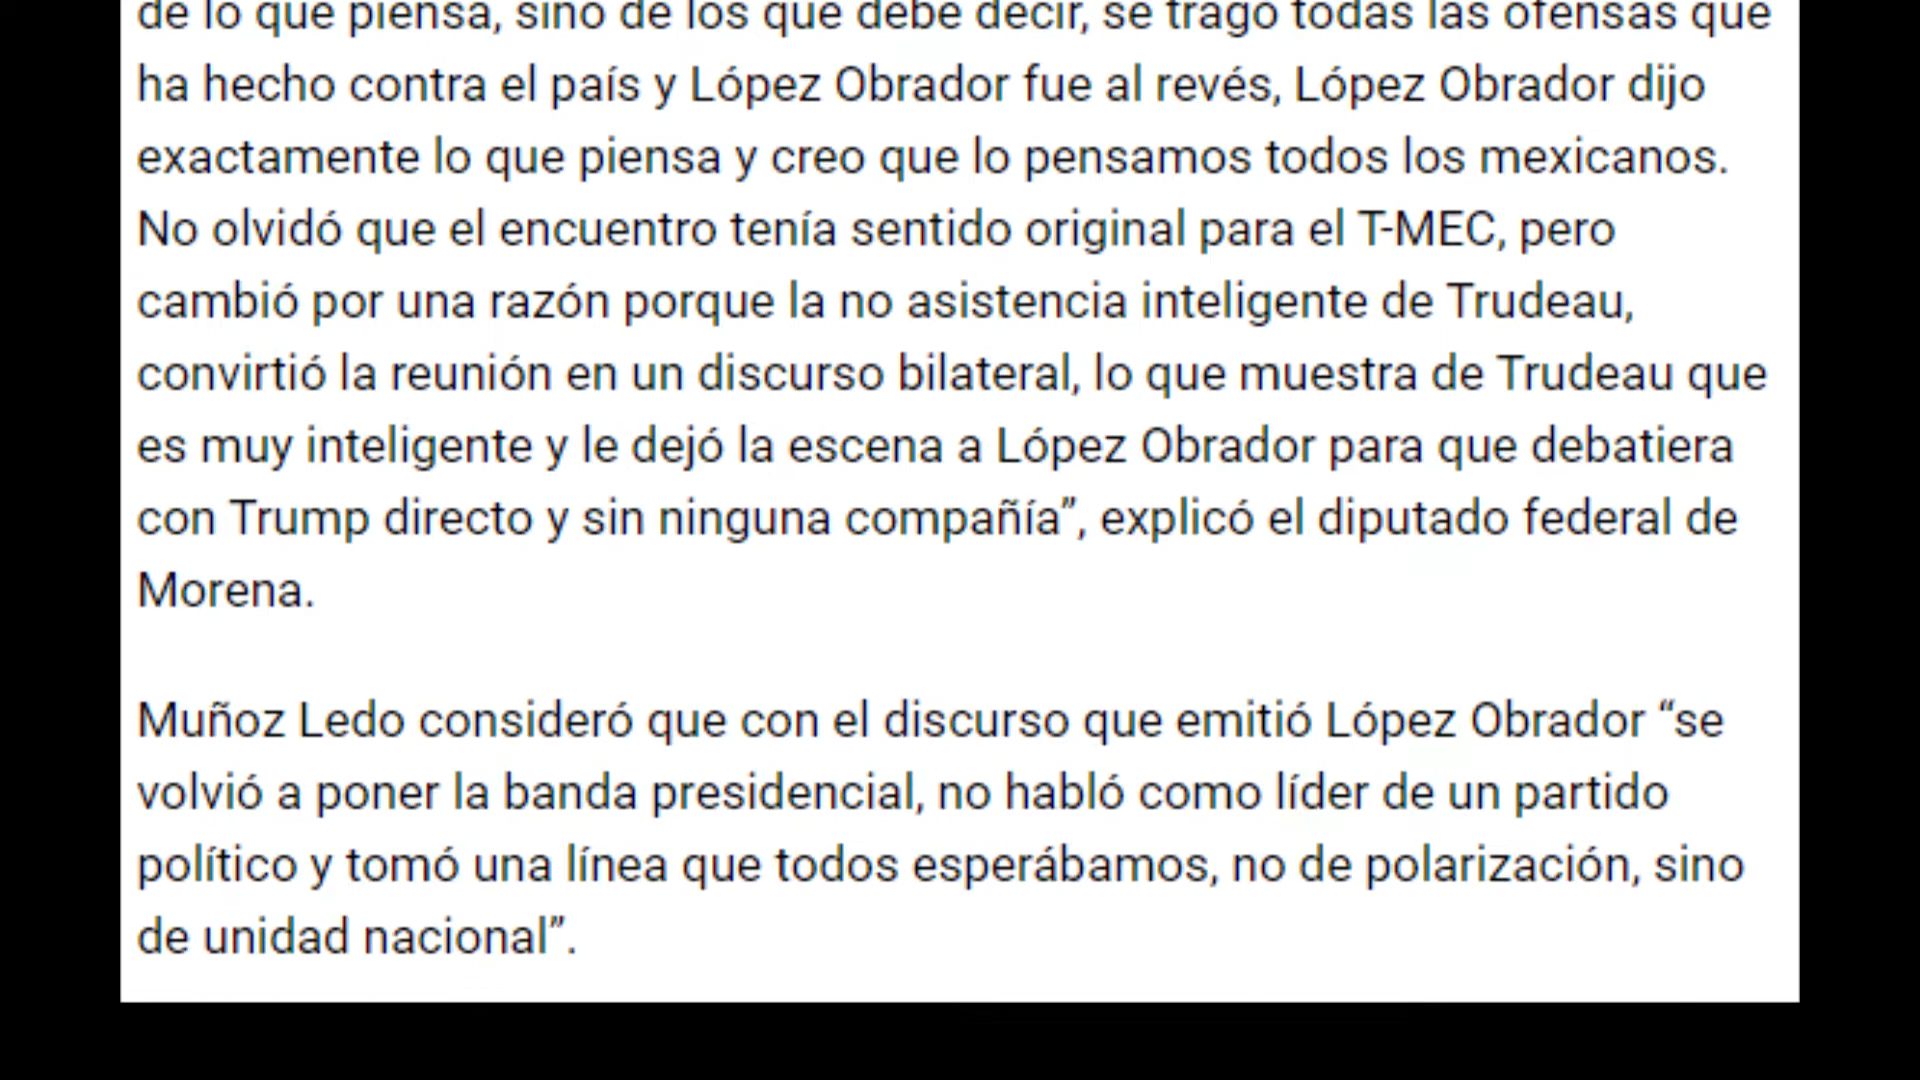 de lo que piensa, sino de los que debe decir, se tragó todas las ofensas que
ha hecho contra el país y López Obrador fue al revés, López Obrador dijo
exactamente lo que piensa y creo que lo pensamos todos los mexicanos.
No olvidó que el encuentro tenía sentido original para el T-MEC, pero
cambió por una razón porque la no asistencia inteligente de Trudeau,
convirtió la reunión en un discurso bilateral, lo que muestra de Trudeau que
es muy inteligente y le dejó la escena a López Obrador para que debatiera
con Trump directo y sin ninguna compañía”, explicó el diputado federal de
Morena.
Muñoz Ledo consideró que con el discurso que emitió López Obrador “se
volvió a poner la banda presidencial, no habló como líder de un partido
político y tomó una línea que todos esperábamos, no de polarización, sino
de unidad nacional”.